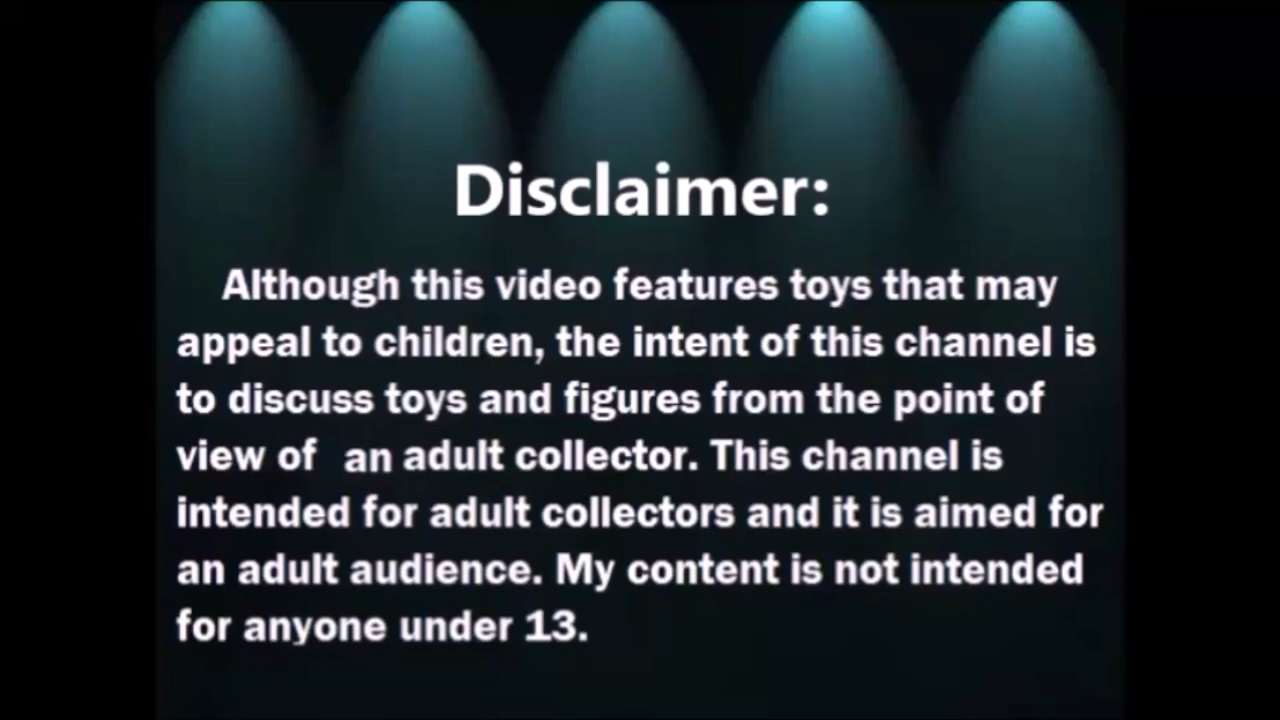 Disclaimer:
Although this video features toys that may
appeal to children, the intent of this channel is
to discuss toys and figures from the point of
view of an adult collector. This channel is
intended for adult collectors and it is aimed for
an adult audience. My content is not intended
for anyone under 13.